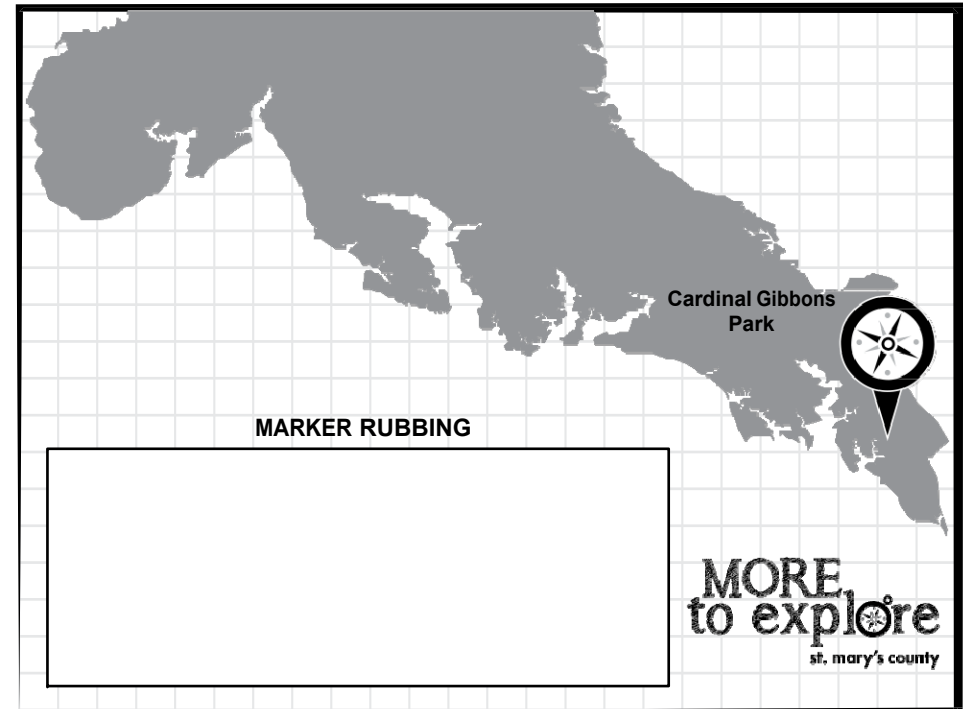 Cardinal Gibbons
Park
MARKER RUBBING
MORE
to explore
st. mary's county